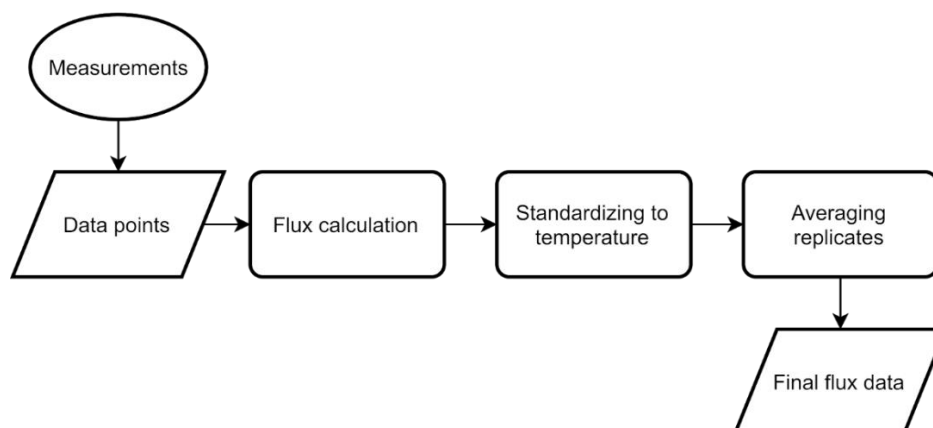 Measurements
Data points
Flux calculation
Standardizing to
temperature
Averaging
replicates
Final flux data